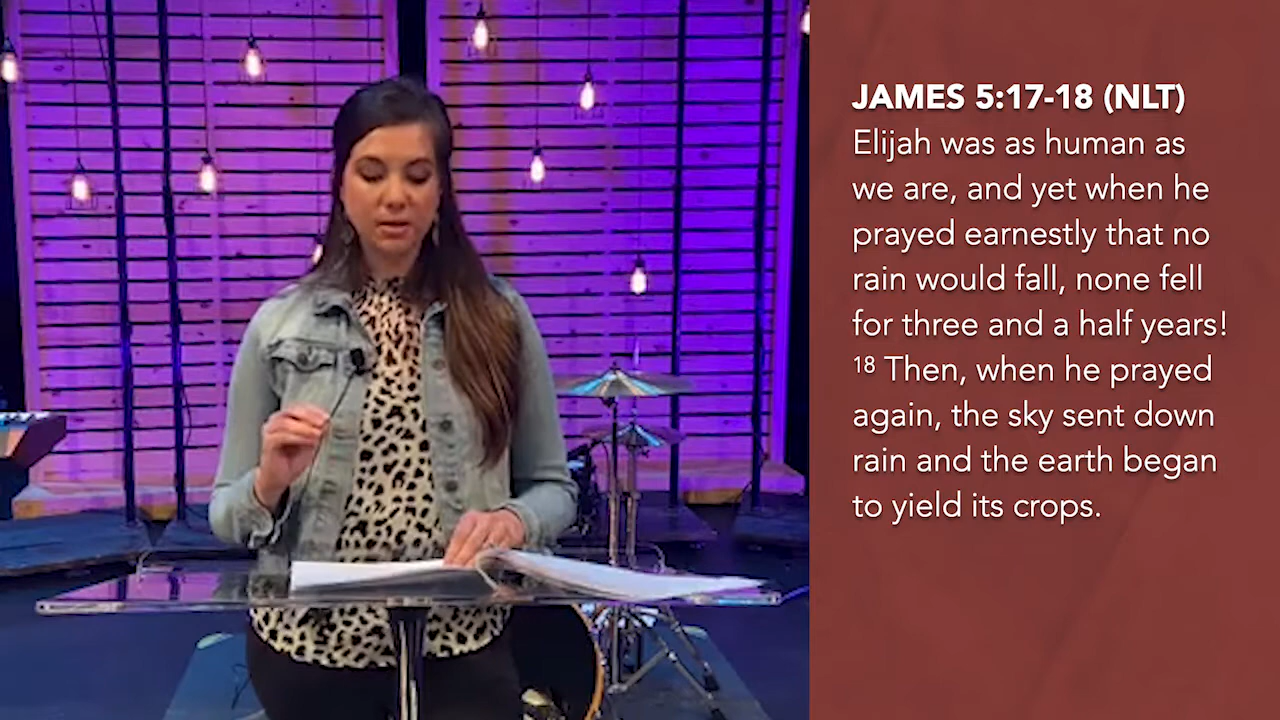 JAMES 5:17-18 (NLT)
Elijah was as human as
we are, and yet when he
prayed earnestly that no
rain would fall, none fell
for three and a half years!
18 Then, when he prayed
again, the sky sent down
rain and the earth began
to yield its crops.